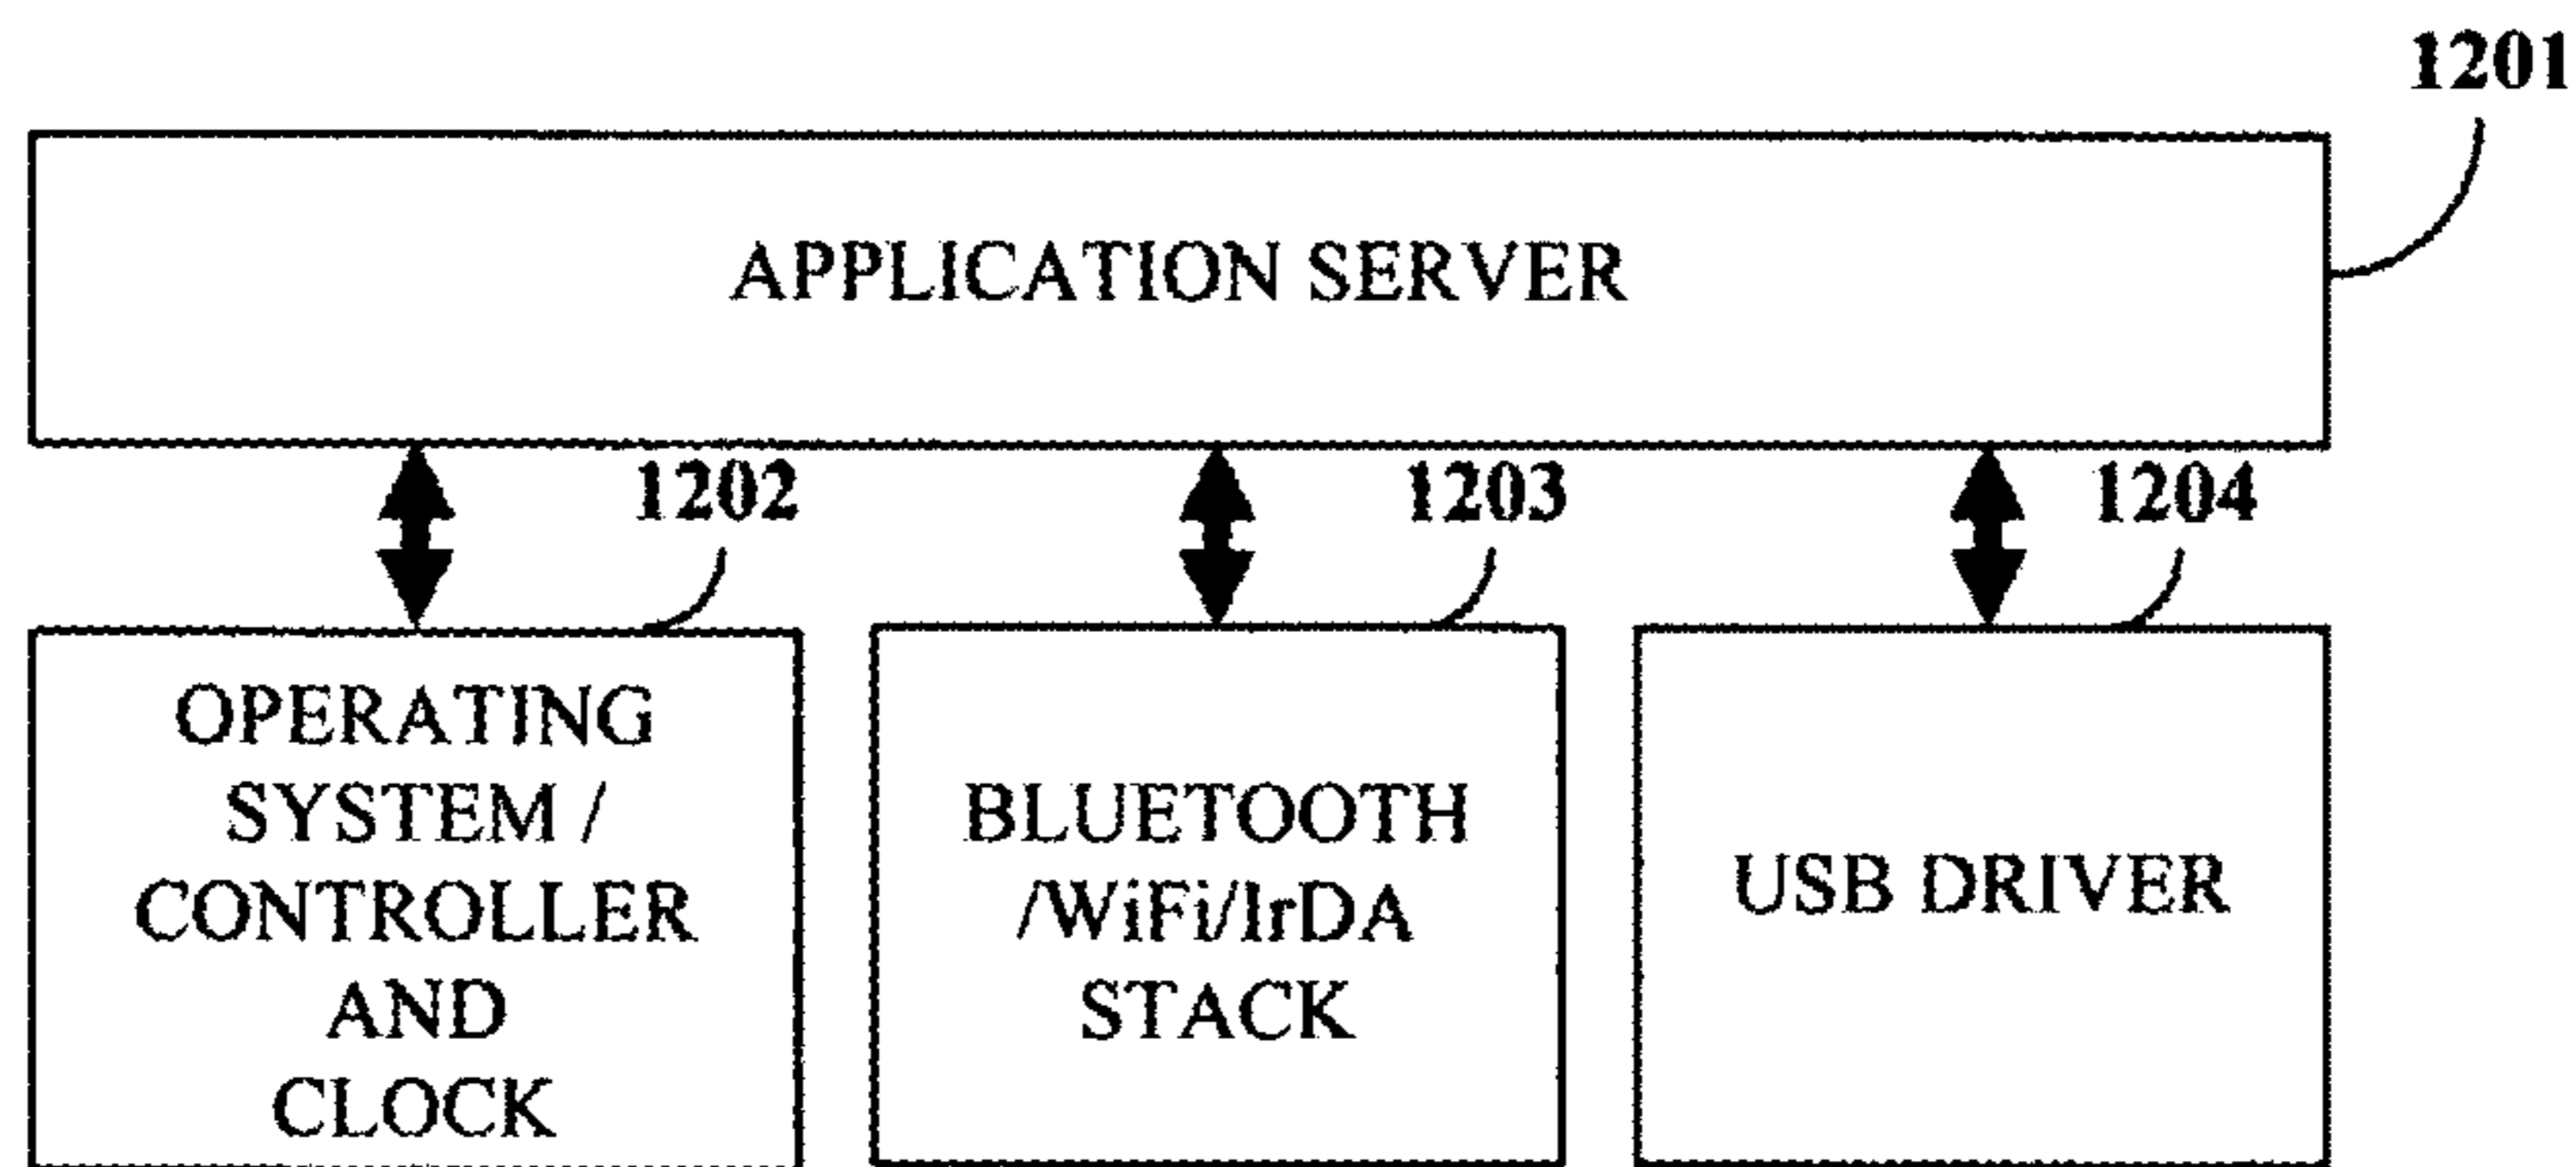 1201
APPLICATION SERVER
1202
1203
1204
OPERATING
SYSTEM /
CONTROLLER
AND
CLOCK
BLUETOOTH
/WiFi/IrDA
STACK
USB DRIVER